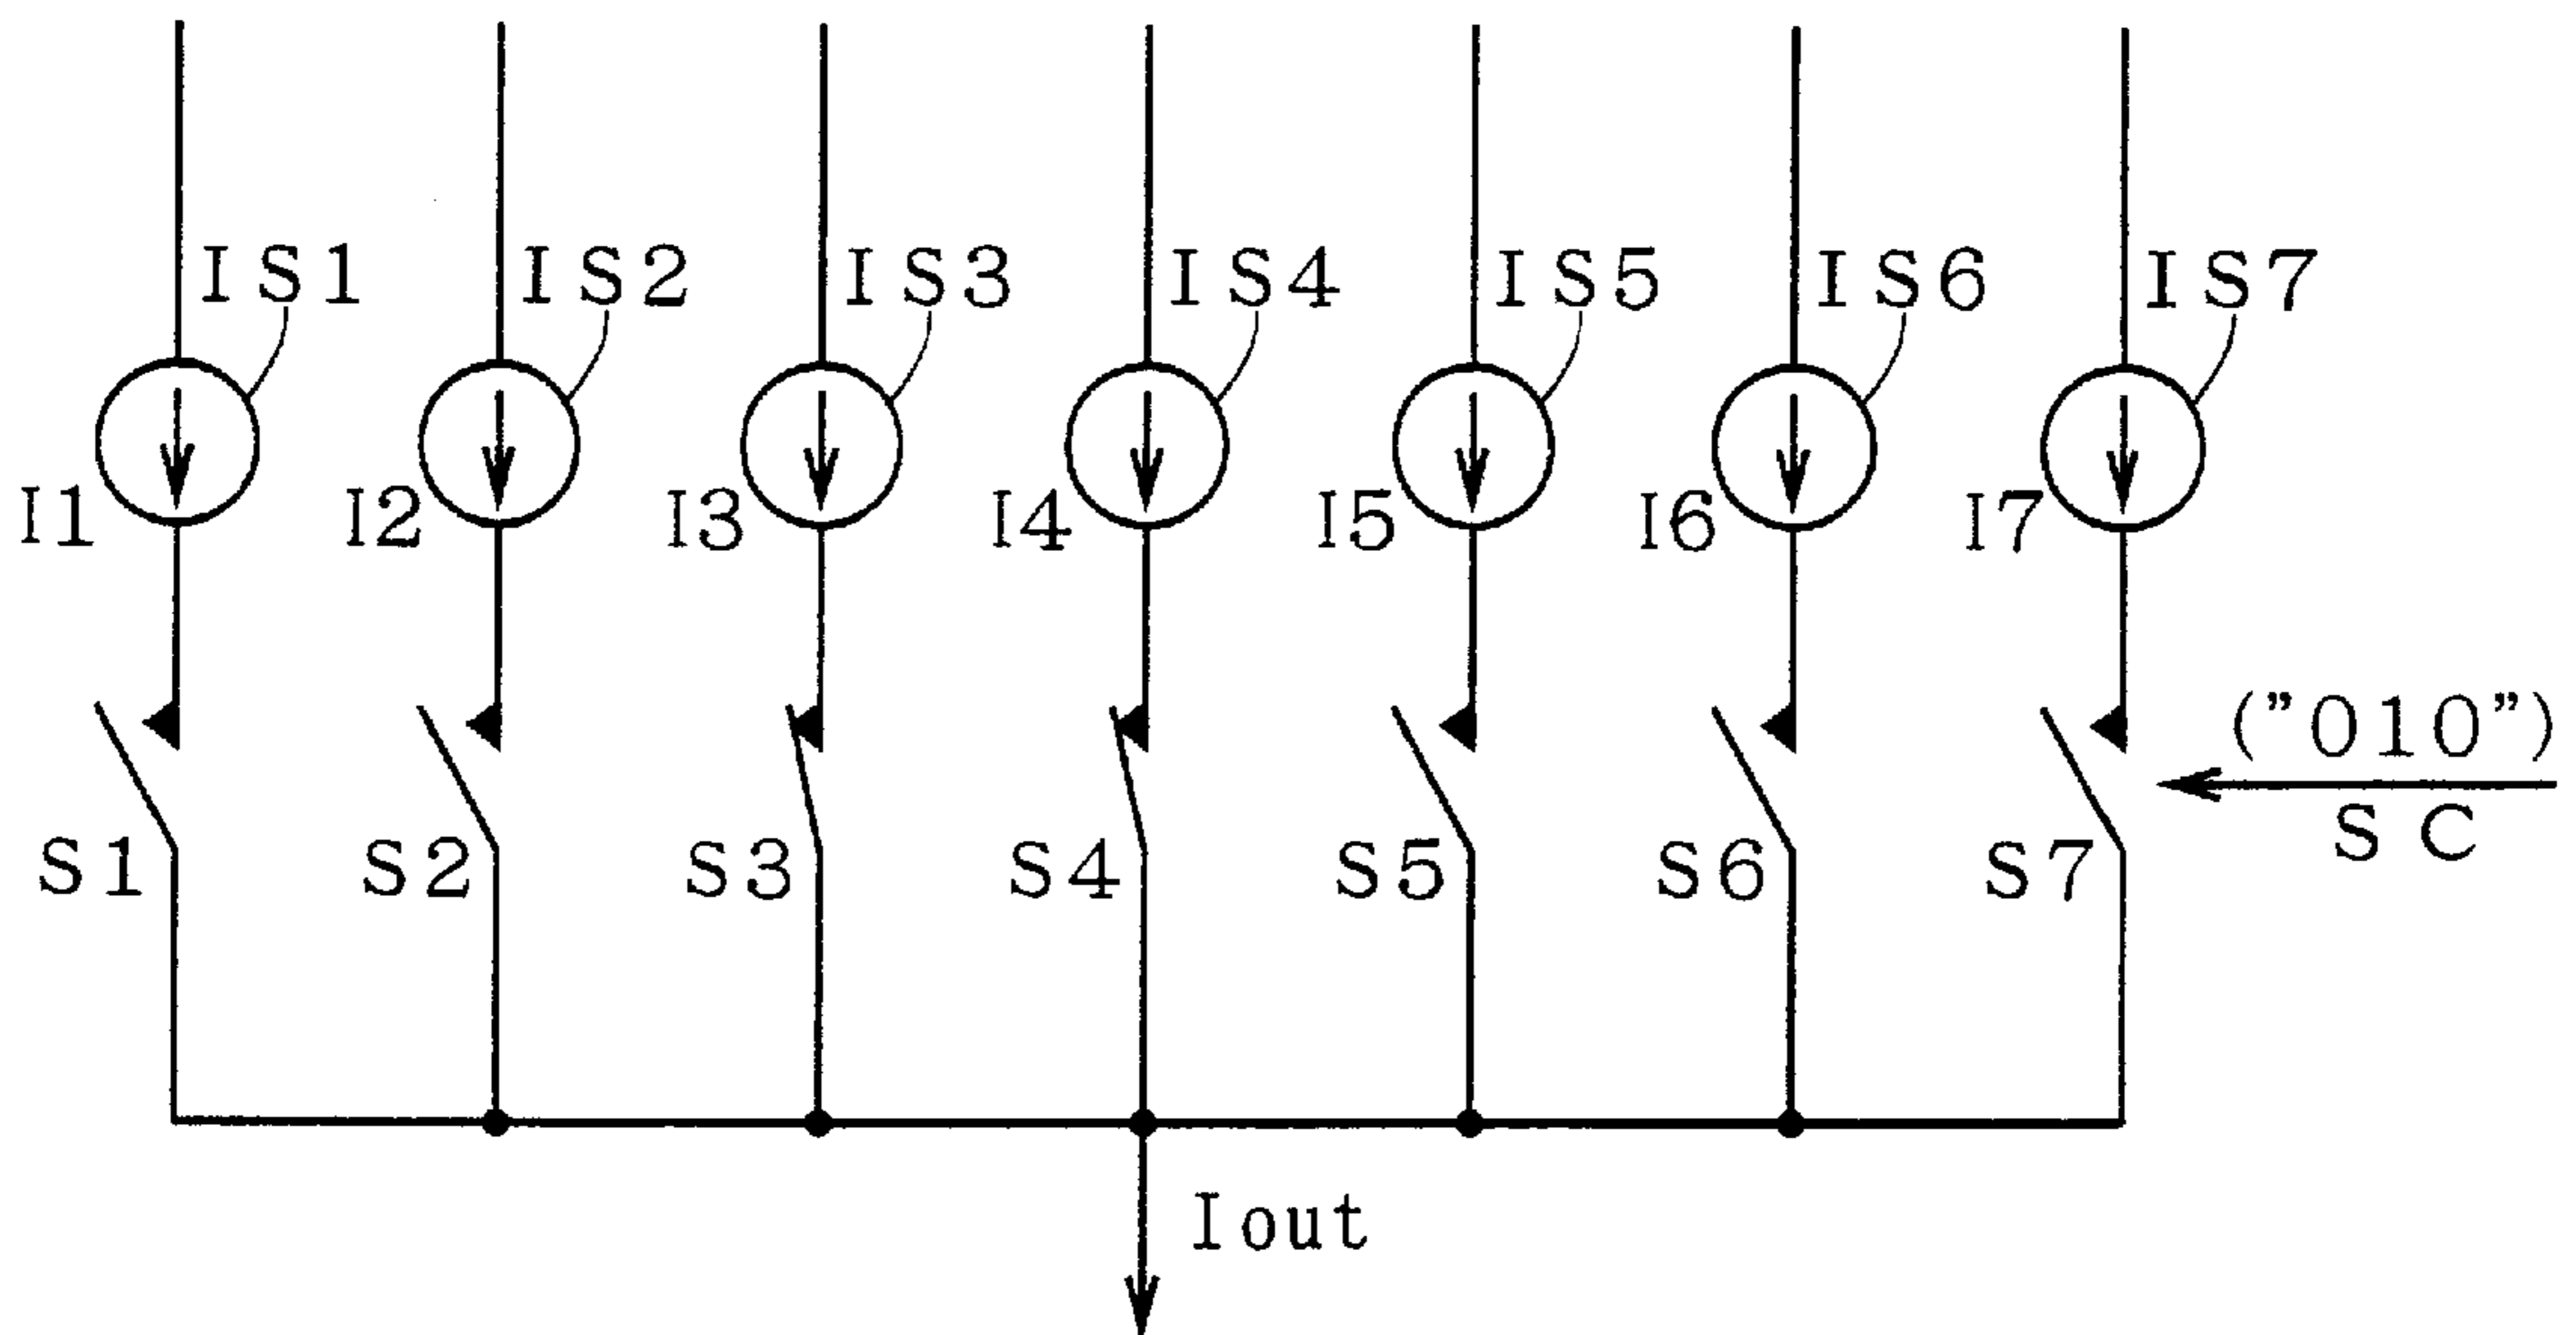 IS1 IS2 IS3 IS4 IS5 IS6 IS7
I1 I2 I3 I4 I5 I6 I7
("010")
SC
S1 S2 S3 S4 S5 S6 S7
Iout